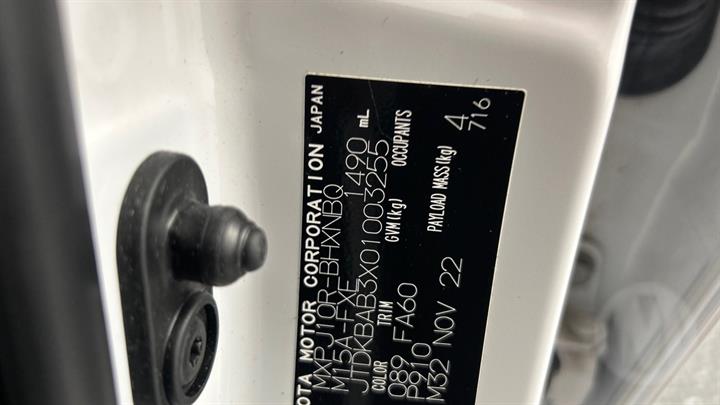 OTA MOTOR CORPORATION JAPAN
MXPJ10R-BHXNBQ
M15A-FXE 1490 mL
JTDKBAB3X01003255
COLOR TRIM GVM(kg) OCCUPANTS
089 FA60 4
P910 PAYLOAD MASS(kg) 716
M32 NOV 22